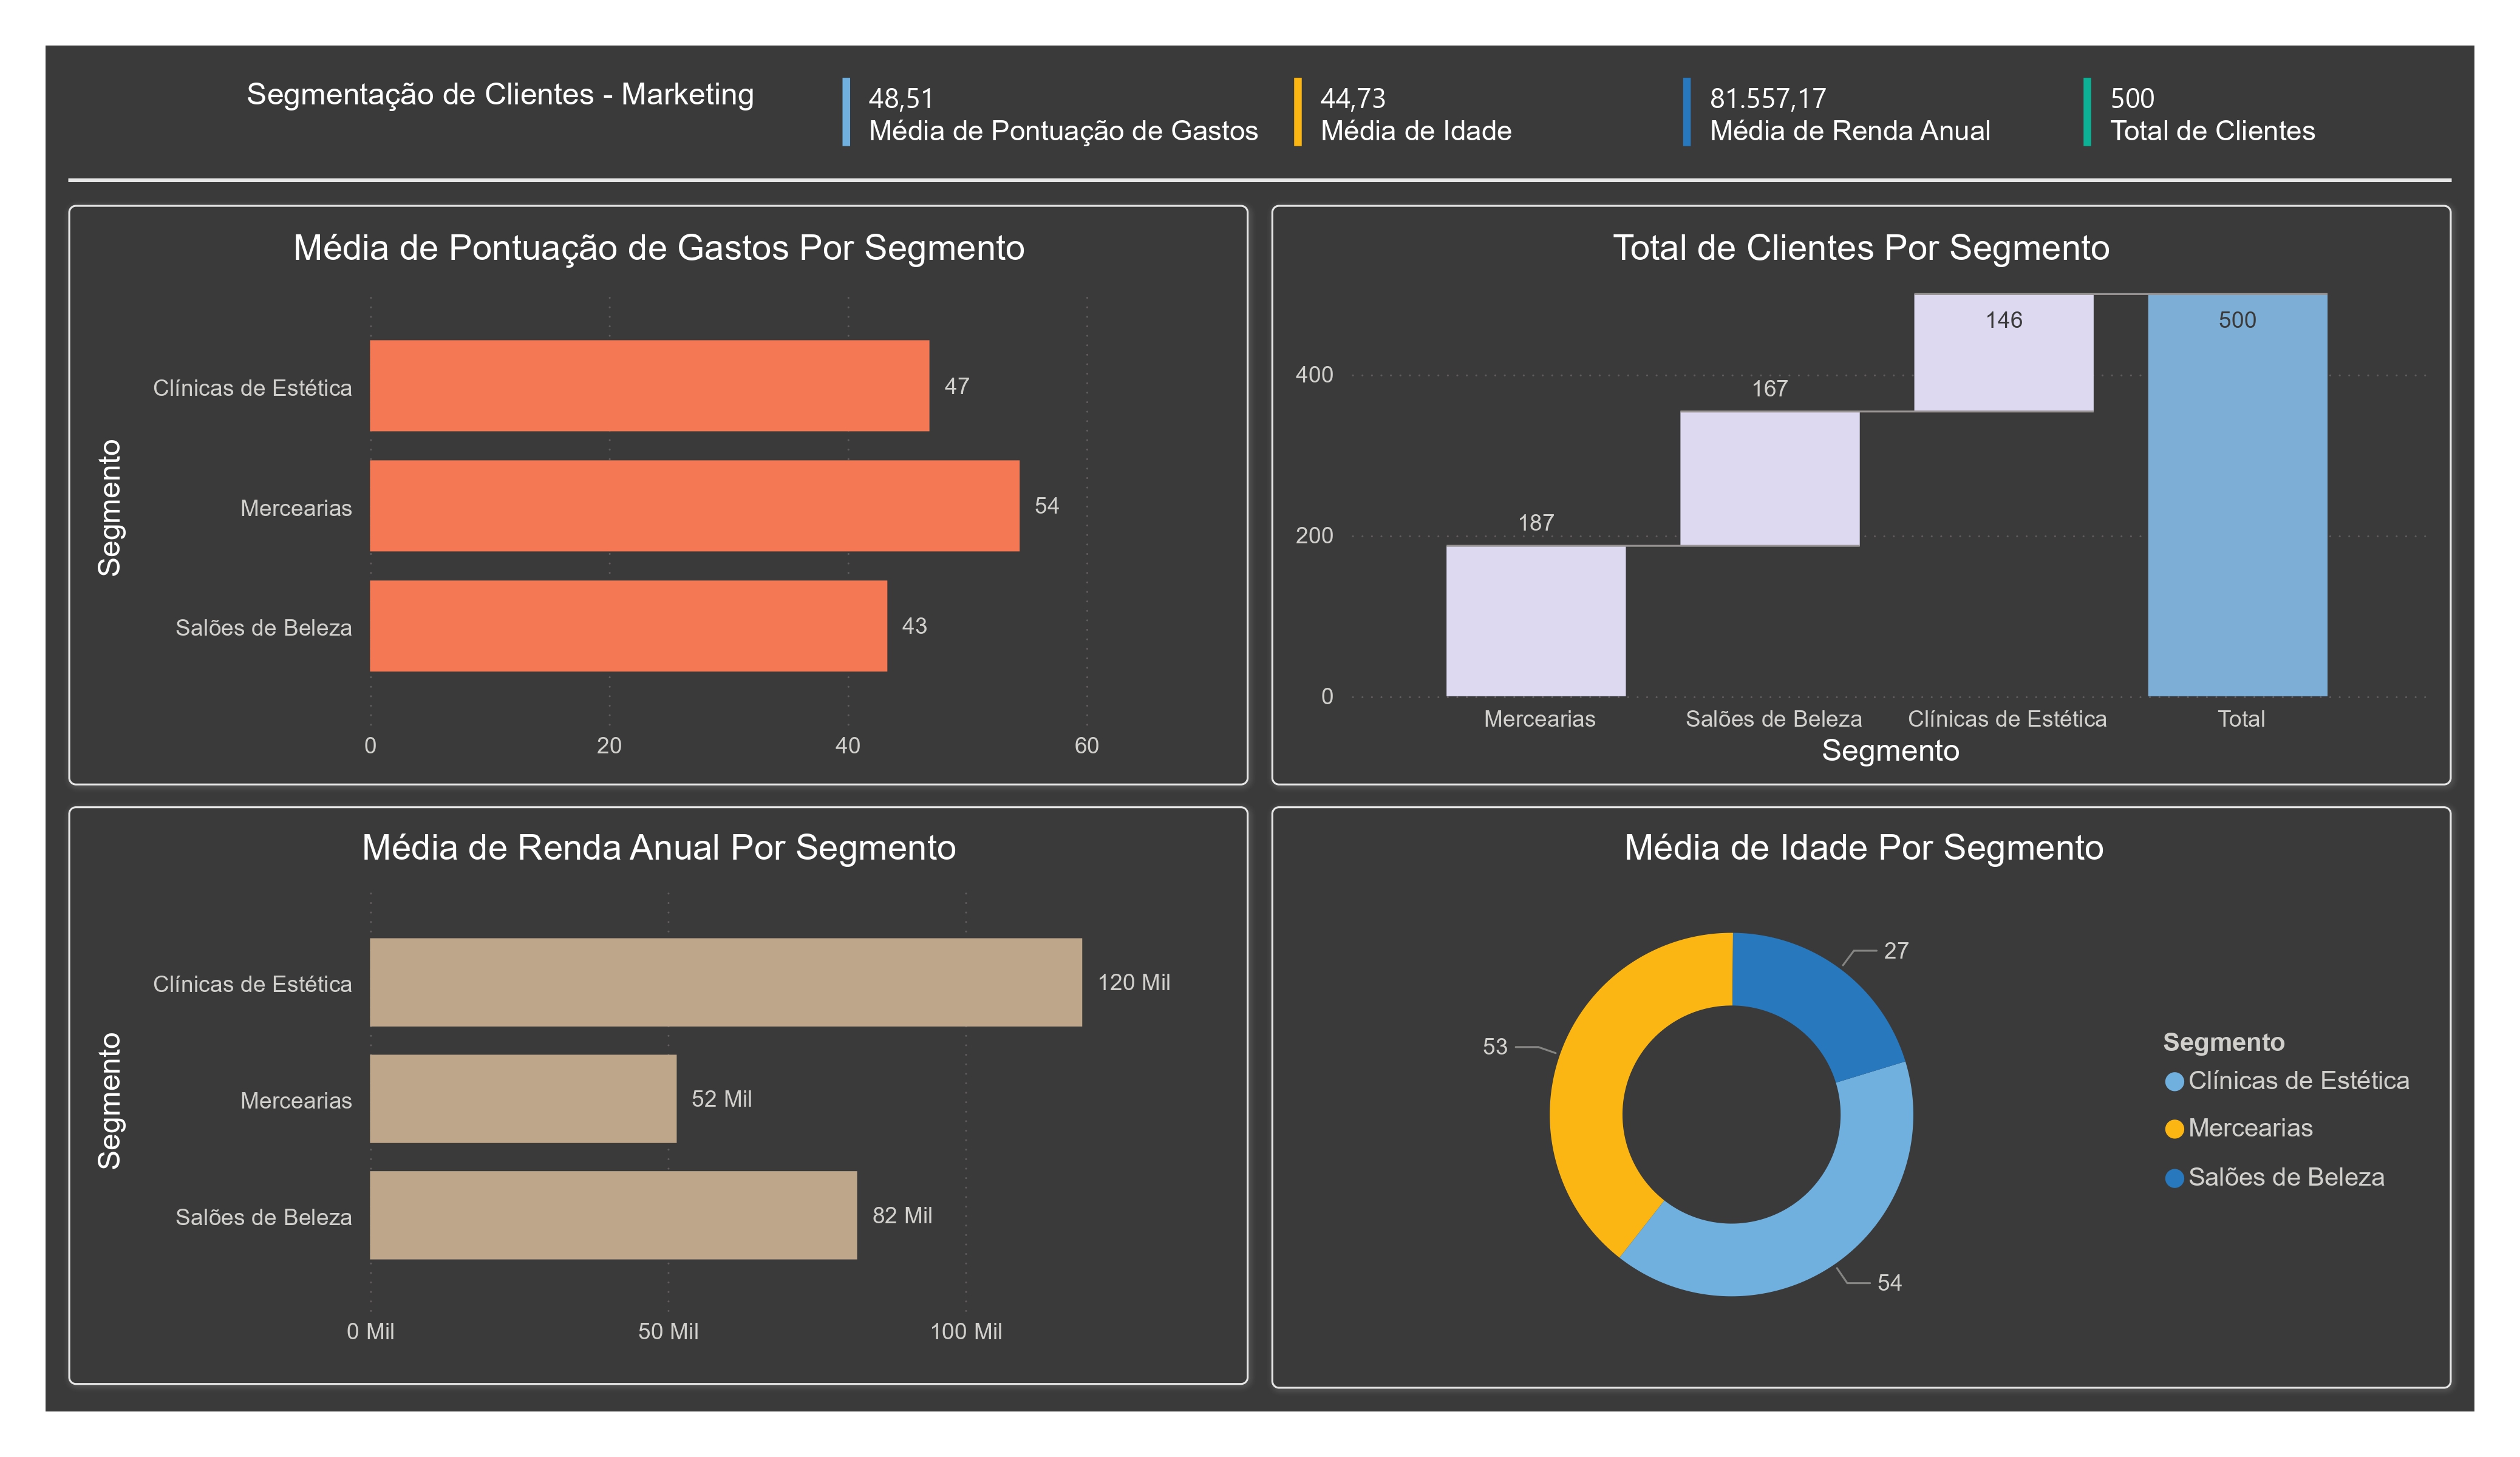 Segmentação de Clientes - Marketing
48,51
Média de Pontuação de Gastos
44,73
Média de Idade
81.557,17
Média de Renda Anual
500
Total de Clientes
Média de Pontuação de Gastos Por Segmento
Segmento
Clínicas de Estética
47
Mercearias
54
Salões de Beleza
43
0
20
40
60
Total de Clientes Por Segmento
400
200
0
187
167
146
500
Mercearias
Salões de Beleza
Clínicas de Estética
Total
Segmento
Média de Renda Anual Por Segmento
Segmento
Clínicas de Estética
120 Mil
Mercearias
52 Mil
Salões de Beleza
82 Mil
0 Mil
50 Mil
100 Mil
Média de Idade Por Segmento
27
53
54
Segmento
Clínicas de Estética
Mercearias
Salões de Beleza